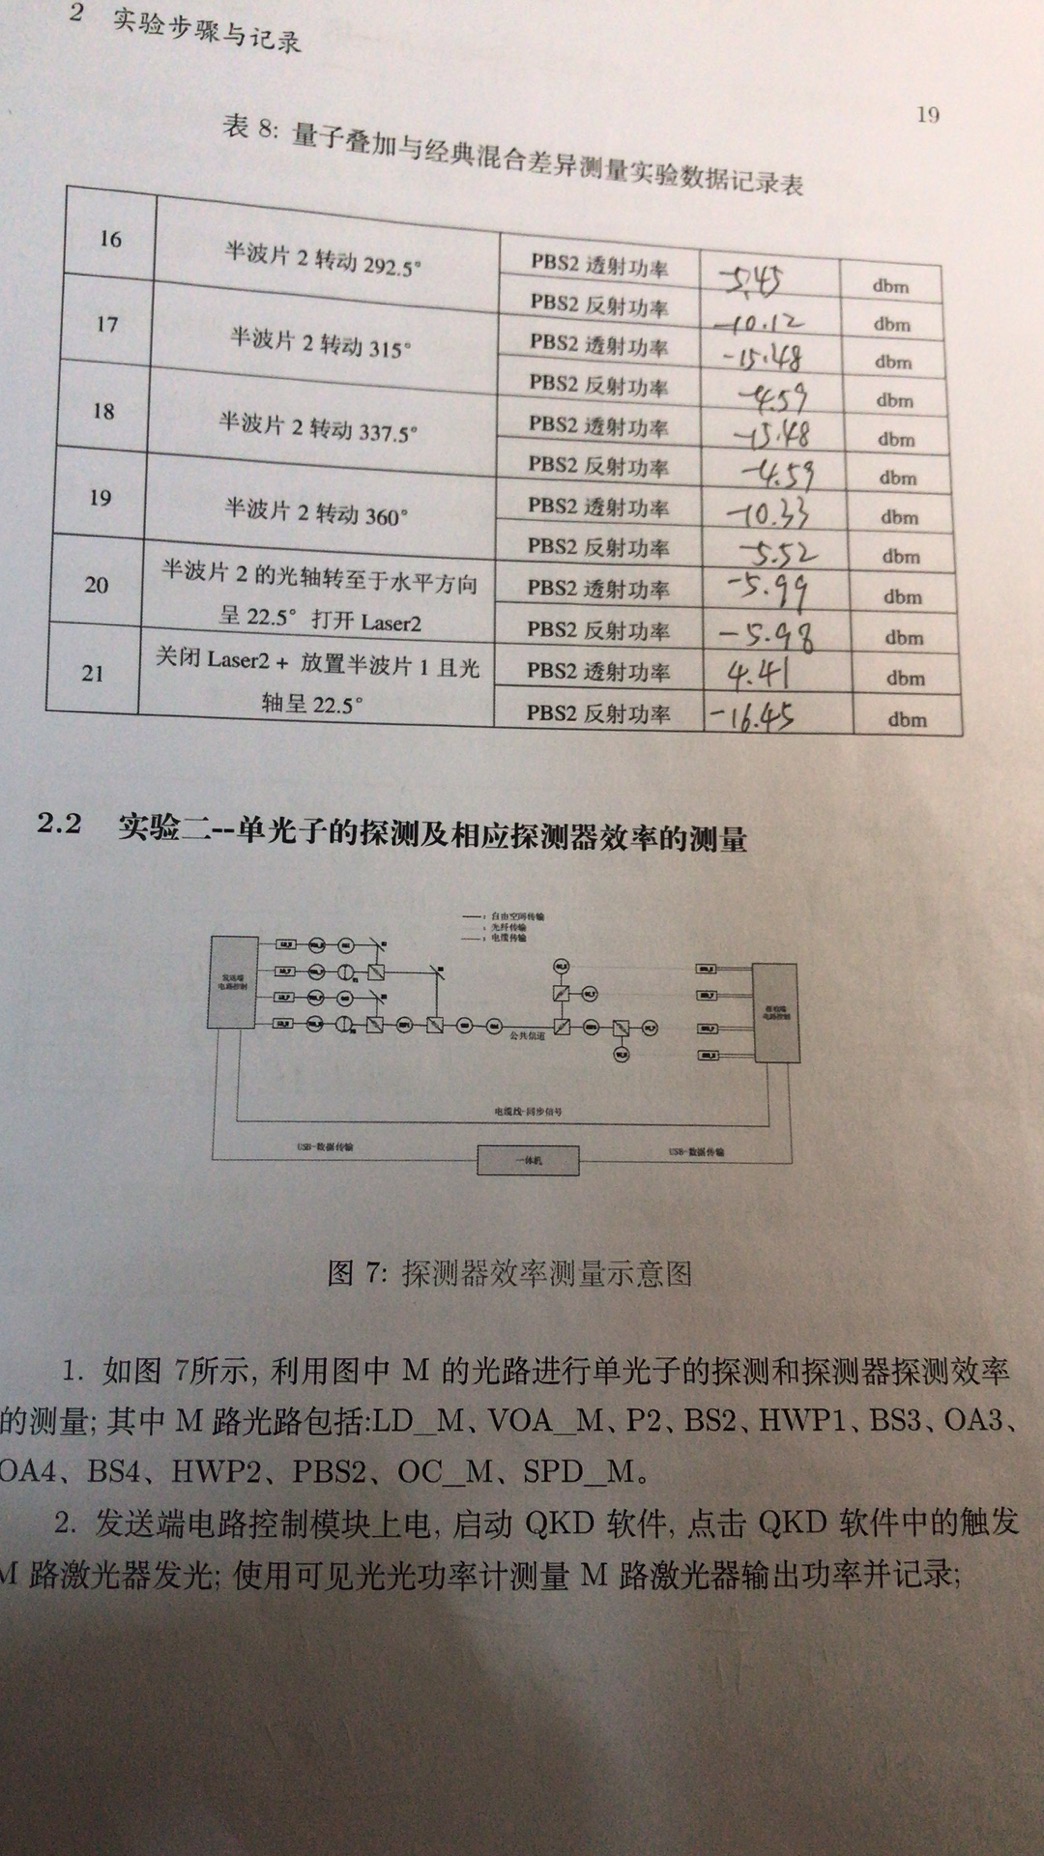 2 实验步骤与记录
19
表 8: 量子叠加与经典混合差异测量实验数据记录表
16 半波片 2 转动 292.5° PBS2 透射功率 -5.45 dbm
PBS2 反射功率 -10.12 dbm
17 半波片 2 转动 315° PBS2 透射功率 -15.48 dbm
PBS2 反射功率 -4.59 dbm
18 半波片 2 转动 337.5° PBS2 透射功率 -15.48 dbm
PBS2 反射功率 -4.59 dbm
19 半波片 2 转动 360° PBS2 透射功率 -10.33 dbm
PBS2 反射功率 -5.52 dbm
20 半波片 2 的光轴转至于水平方向 PBS2 透射功率 -5.99 dbm
呈 22.5° 打开 Laser2 PBS2 反射功率 -5.98 dbm
21 关闭 Laser2 + 放置半波片 1 且光 PBS2 透射功率 4.41 dbm
轴呈 22.5° PBS2 反射功率 -16.45 dbm
2.2 实验二--单光子的探测及相应探测器效率的测量
——: 自由空间传输
: 光纤传输
——: 电缆传输
发送端
电路控制
电路控制
公共信道
电缆线-同步信号
USB-数据传输
USB-数据传输
一体机
图 7: 探测器效率测量示意图
1. 如图 7所示, 利用图中 M 的光路进行单光子的探测和探测器探测效率
的测量; 其中 M 路光路包括:LD_M、VOA_M、P2、BS2、HWP1、BS3、OA3、
OA4、BS4、HWP2、PBS2、OC_M、SPD_M。
2. 发送端电路控制模块上电, 启动 QKD 软件, 点击 QKD 软件中的触发
M 路激光器发光; 使用可见光光功率计测量 M 路激光器输出功率并记录;